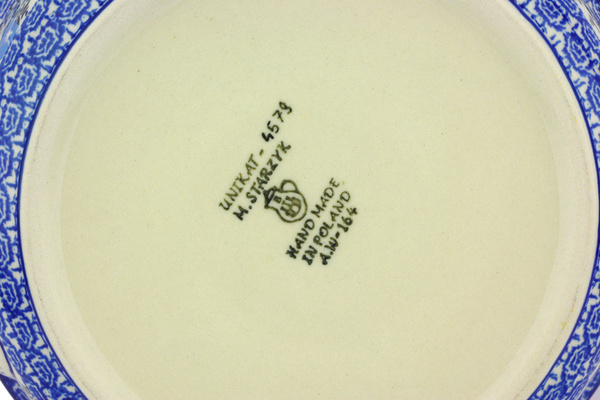 UNIKAT - 4579
M. STARZYK
HAND MADE
IN POLAND
A.W-164